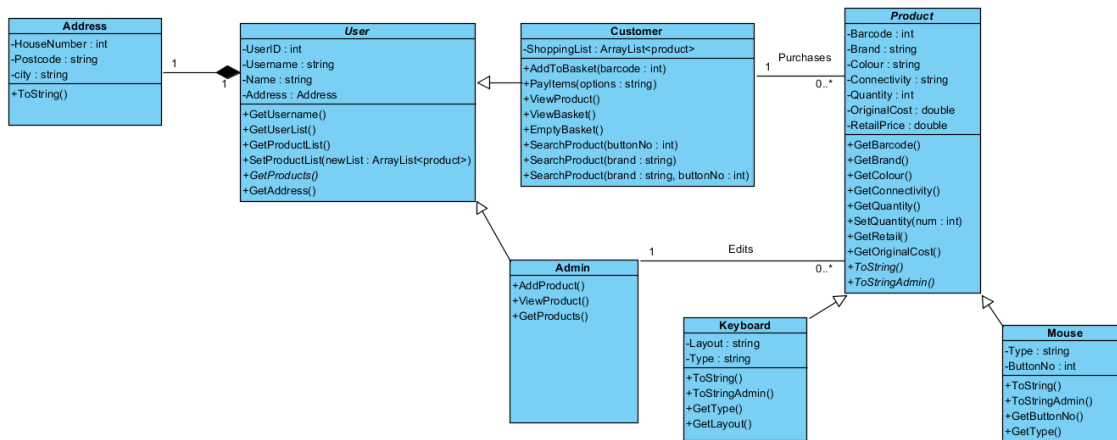 Address
-HouseNumber : int
-Postcode : string
-city : string
+ToString()
1
1
User
-UserID : int
-Username : string
-Name : string
-Address : Address
+GetUsername()
+GetUserList()
+GetProductList()
+SetProductList(newList : ArrayList<product>)
+GetProducts()
+GetAddress()
Customer
-ShoppingList : ArrayList<product>
+AddToBasket(barcode : int)
+PayItems(options : string)
+ViewProduct()
+ViewBasket()
+EmptyBasket()
+SearchProduct(buttonNo : int)
+SearchProduct(brand : string)
+SearchProduct(brand : string, buttonNo : int)
Purchases
1
0..*
Product
-Barcode : int
-Brand : string
-Colour : string
-Connectivity : string
-Quantity : int
-OriginalCost : double
-RetailPrice : double
+GetBarcode()
+GetBrand()
+GetColour()
+GetConnectivity()
+GetQuantity()
+SetQuantity(num : int)
+GetRetail()
+GetOriginalCost()
+ToString()
+ToStringAdmin()
Admin
+AddProduct()
+ViewProduct()
+GetProducts()
1
Edits
0..*
Keyboard
-Layout : string
-Type : string
+ToString()
+ToStringAdmin()
+GetType()
+GetLayout()
Mouse
-Type : string
-ButtonNo : int
+ToString()
+ToStringAdmin()
+GetButtonNo()
+GetType()